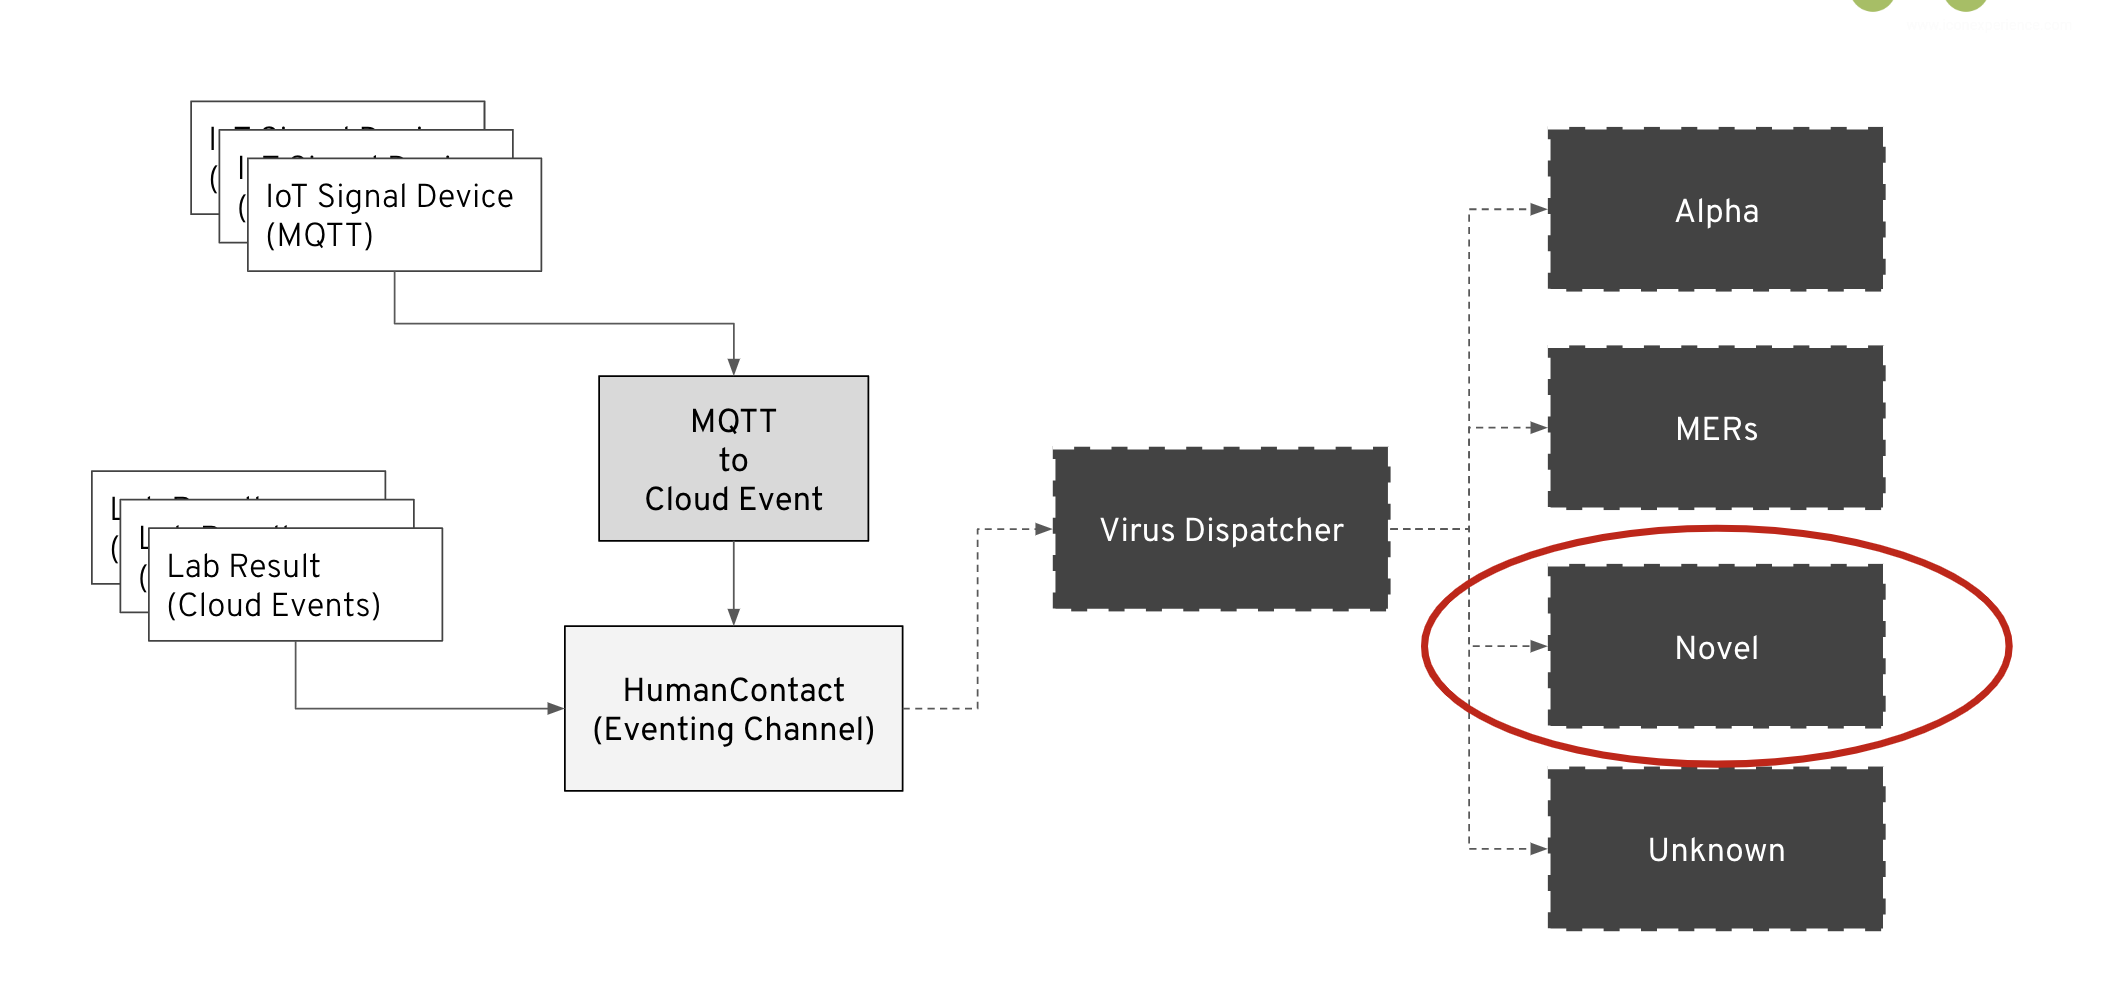 IoT Signal Device
(MQTT)
MQTT
to
Cloud Event
Lab Result
(Cloud Events)
HumanContact
(Eventing Channel)
Virus Dispatcher
Alpha
MERs
Novel
Unknown